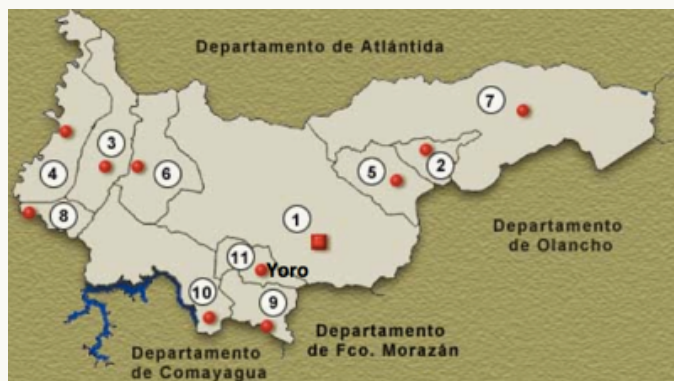 Departamento de Atlántida
7
3
2
4
6
5
8
1
Departamento
de Olancho
11
Yoro
10
9
Departamento
de Fco. Morazán
Departamento
de Comayagua